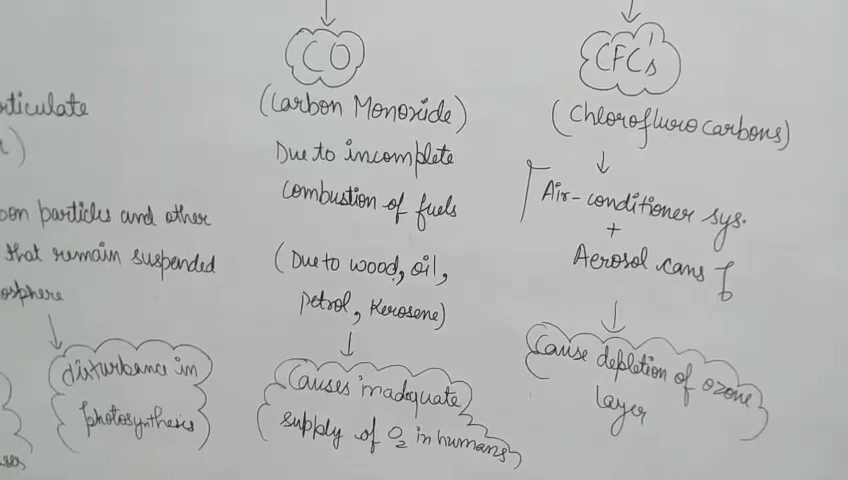 articulate
)
CO
(Carbon Monoxide)
Due to incomplete
Combustion of fuels
(Due to wood, oil,
petrol, Kerosene)
Causes inadequate
supply of O2 in humans
CFCs
(Chlorofluro carbons)
Air-conditioner sys.
+
Aerosol cans
Cause depletion of ozone
layer
particles and other
that remain suspended
osphere
disturbance in
photosynthesis